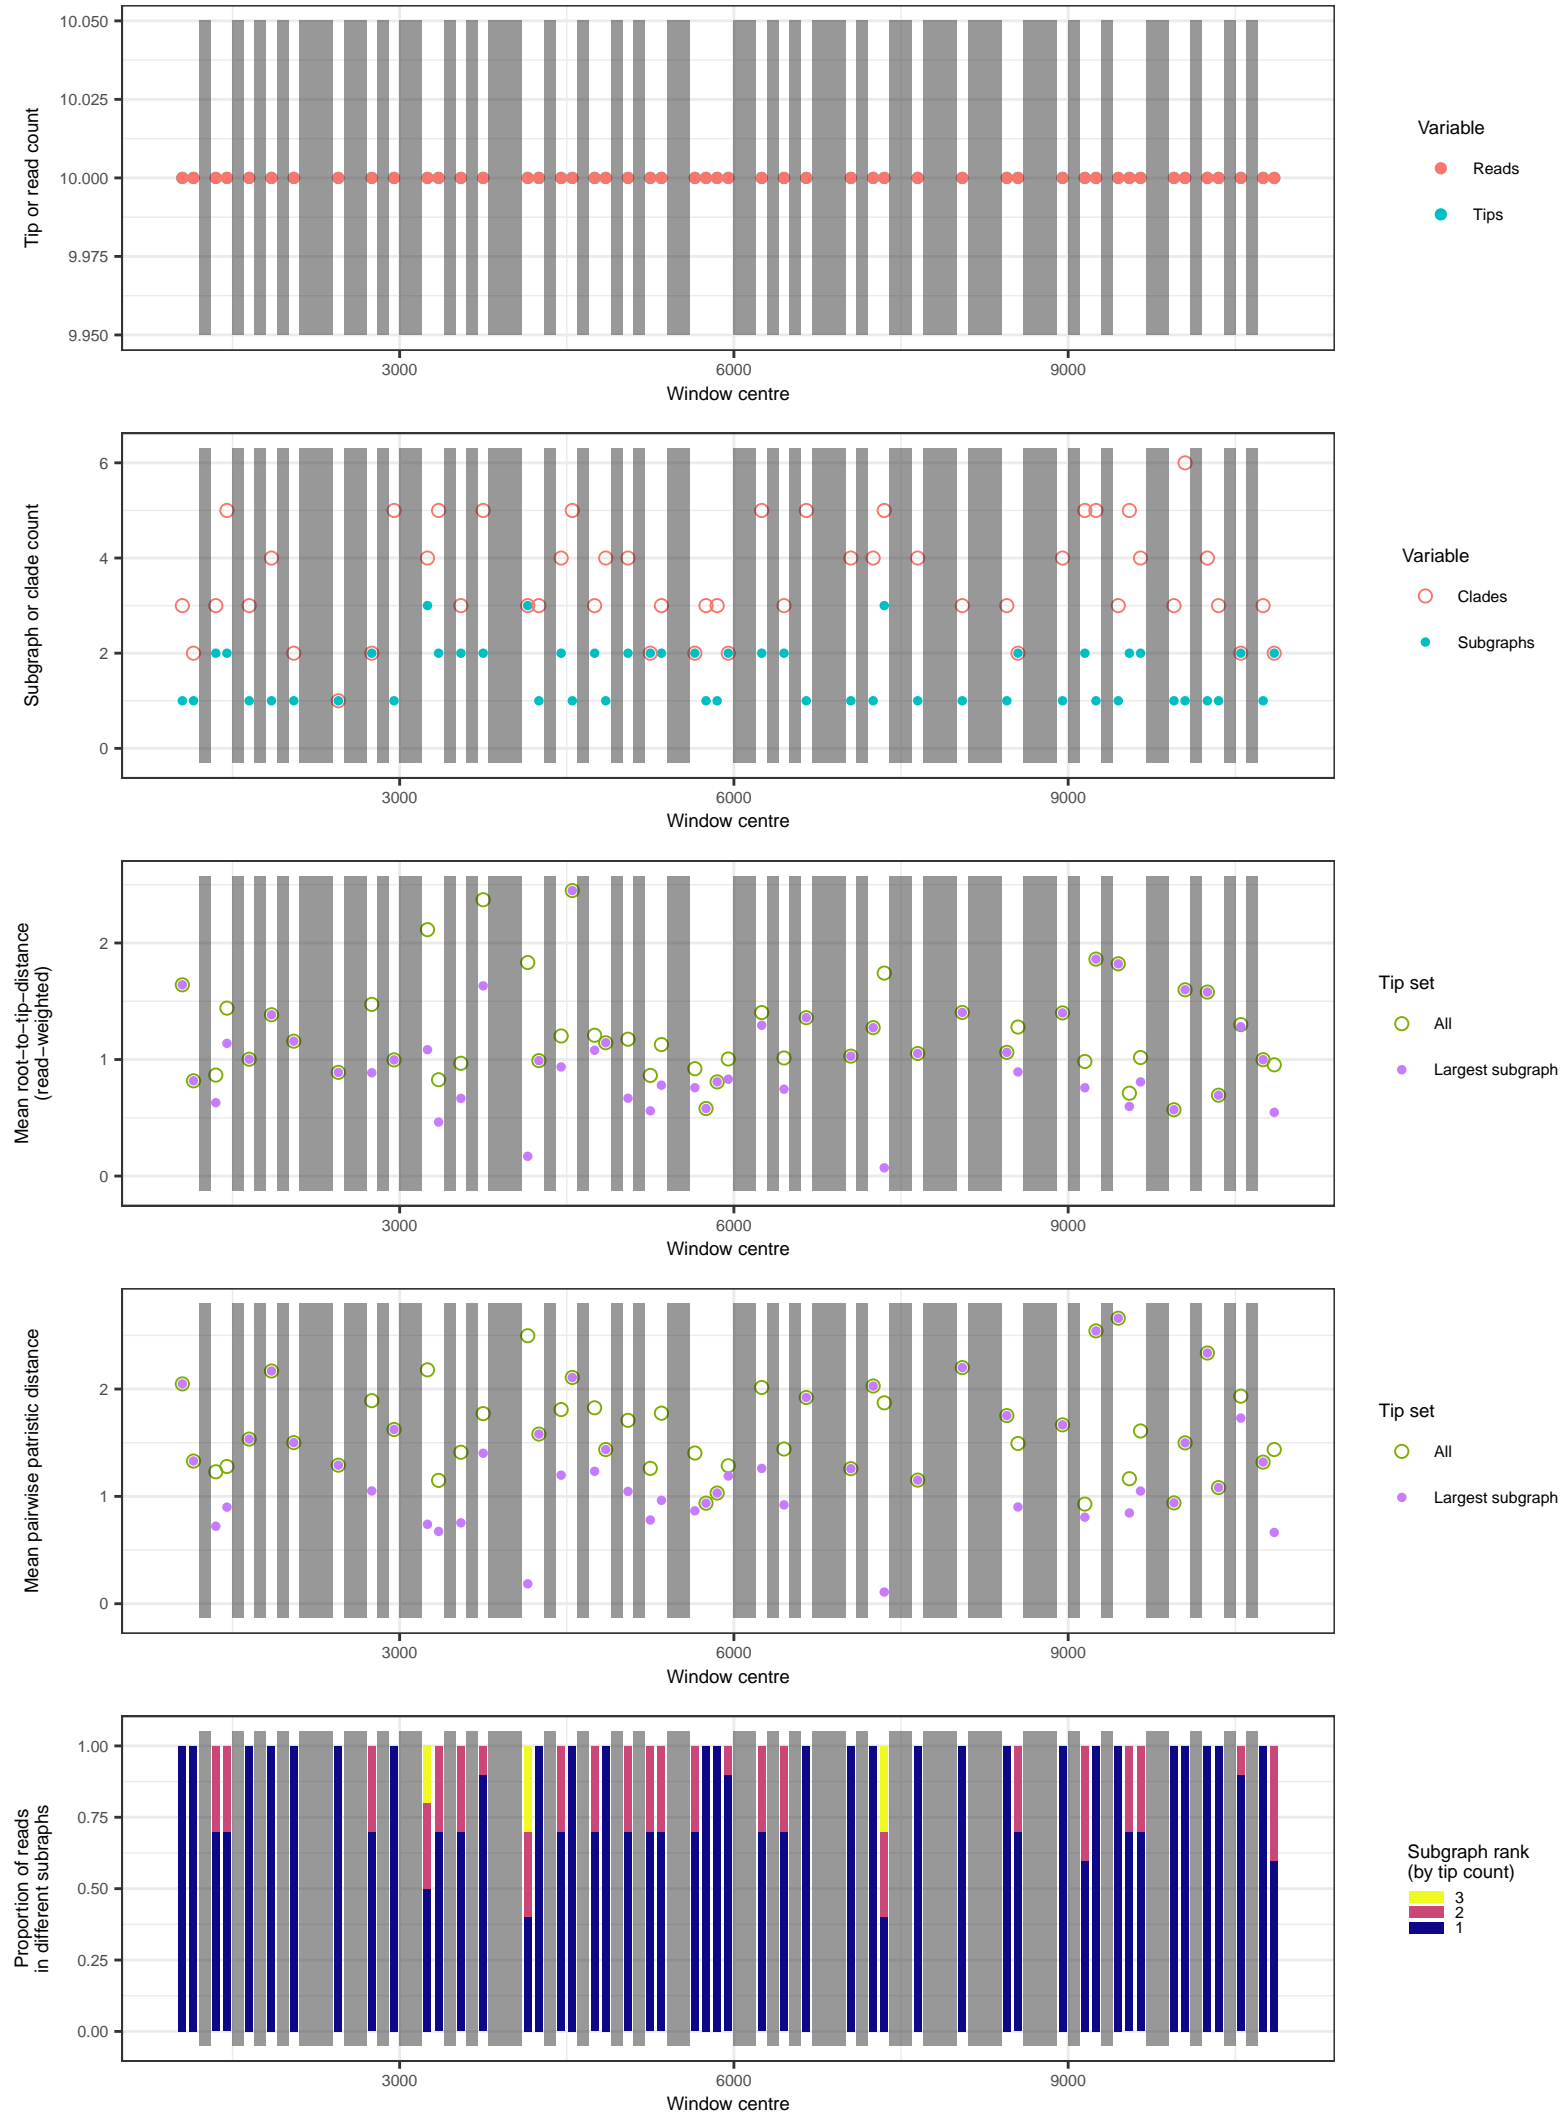 10.050
10.025
10.000
9.975
9.950
Tip or read count
3000 6000 9000
Window centre
Variable
Reads
Tips
6
4
2
0
Subgraph or clade count
3000 6000 9000
Window centre
Variable
Clades
Subgraphs
2
1
0
Mean root−to−tip−distance
(read−weighted)
3000 6000 9000
Window centre
Tip set
All
Largest subgraph
2
1
0
Mean pairwise patristic distance
3000 6000 9000
Window centre
Tip set
All
Largest subgraph
1.00
0.75
0.50
0.25
0.00
Proportion of reads
in different subraphs
3000 6000 9000
Window centre
Subgraph rank
(by tip count)
3
2
1